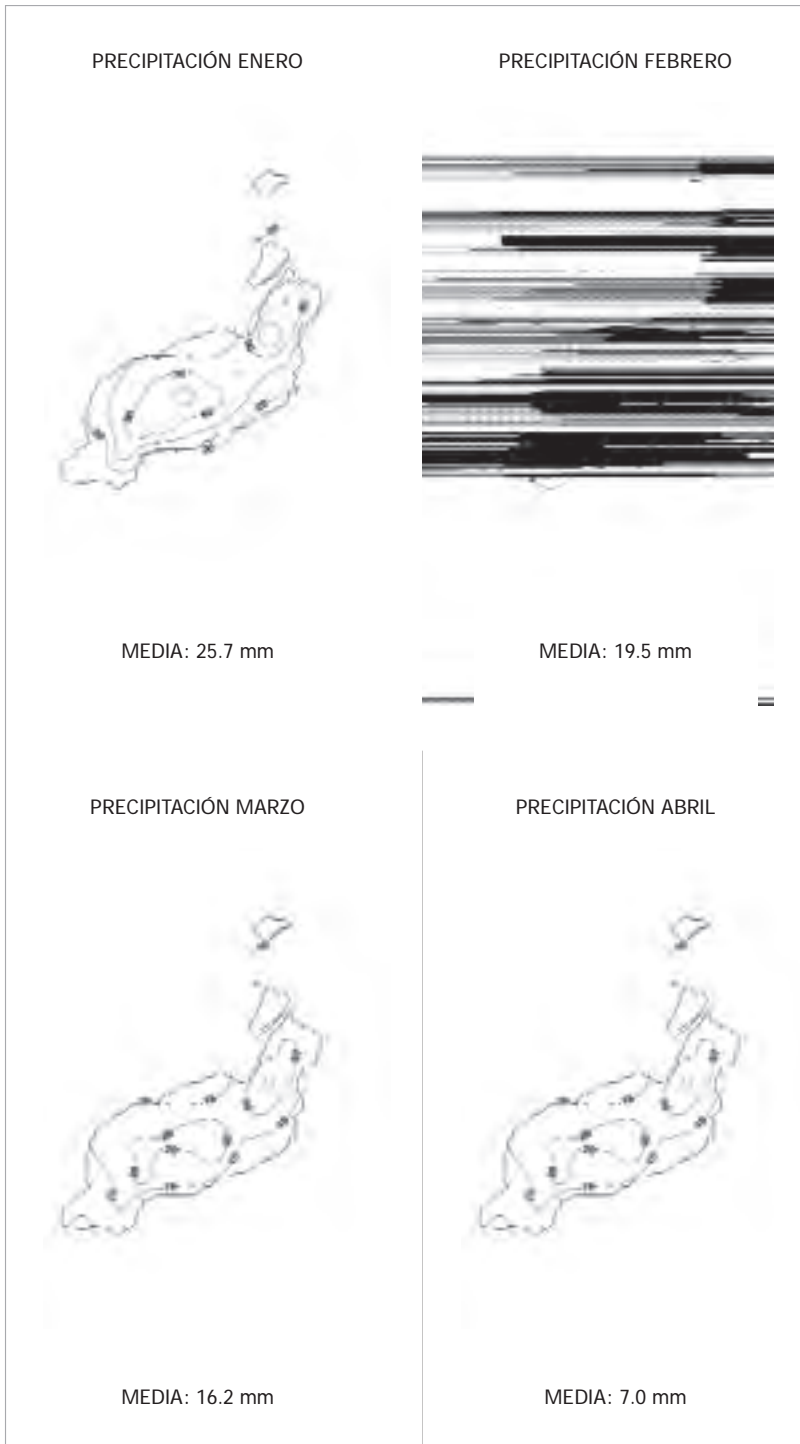 PRECIPITACIÓN ENERO
PRECIPITACIÓN FEBRERO
MEDIA: 25.7 mm
MEDIA: 19.5 mm
PRECIPITACIÓN MARZO
PRECIPITACIÓN ABRIL
MEDIA: 16.2 mm
MEDIA: 7.0 mm